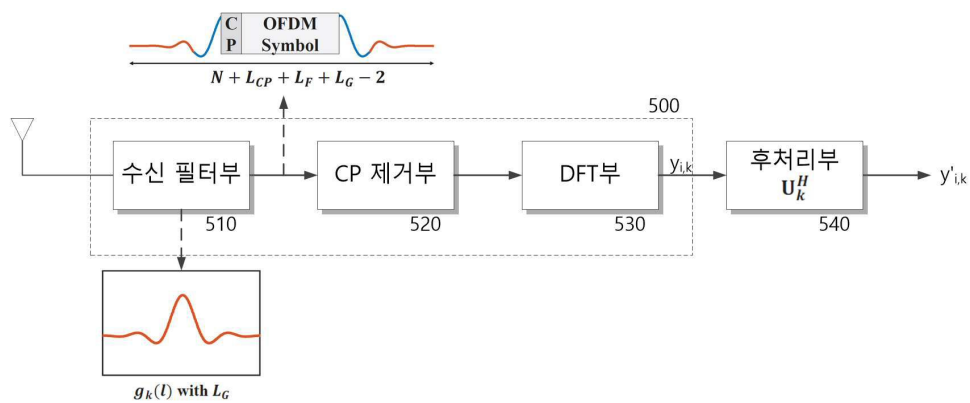 C
P
OFDM
Symbol
N + L_CP + L_F + L_G − 2
500
수신 필터부
CP 제거부
DFT부
y_i,k
후처리부
U_k^H
y'_i,k
510
520
530
540
g_k(l) with L_G